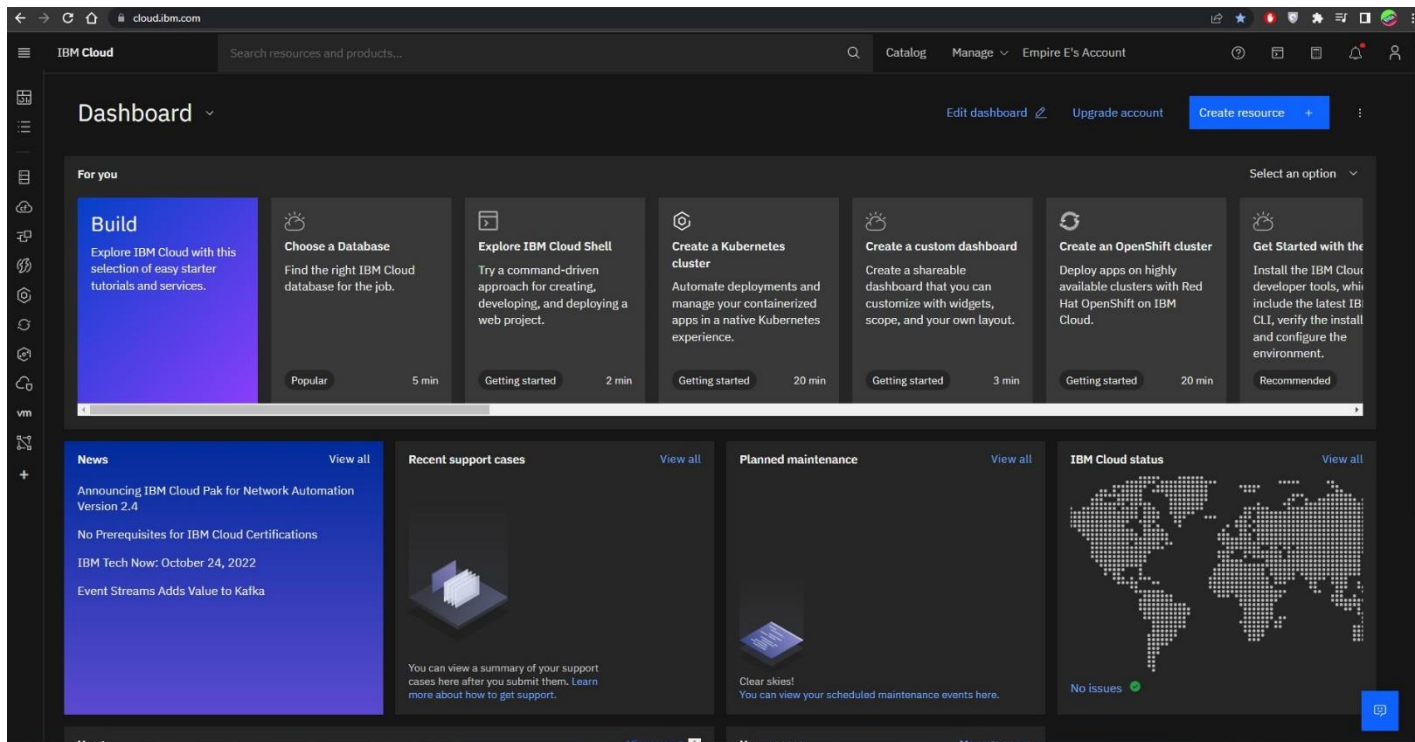 cloud.ibm.com
IBM Cloud
Search resources and products...
Catalog
Manage
Empire E's Account
Dashboard
Edit dashboard
Upgrade account
Create resource +
For you
Select an option
Build
Explore IBM Cloud with this
selection of easy starter
tutorials and services.
Choose a Database
Find the right IBM Cloud
database for the job.
Popular
5 min
Explore IBM Cloud Shell
Try a command-driven
approach for creating,
developing, and deploying a
web project.
Getting started
2 min
Create a Kubernetes
cluster
Automate deployments and
manage your containerized
apps in a native Kubernetes
experience.
Getting started
20 min
Create a custom dashboard
Create a shareable
dashboard that you can
customize with widgets,
scope, and your own layout.
Getting started
3 min
Create an OpenShift cluster
Deploy apps on highly
available clusters with Red
Hat OpenShift on IBM
Cloud.
Getting started
20 min
Get Started with the
Install the IBM Clou
developer tools, whi
include the latest IB
CLI, verify the install
and configure the
environment.
Recommended
vm
News
View all
Announcing IBM Cloud Pak for Network Automation
Version 2.4
No Prerequisites for IBM Cloud Certifications
IBM Tech Now: October 24, 2022
Event Streams Adds Value to Kafka
Recent support cases
View all
You can view a summary of your support
cases here after you submit them. Learn
more about how to get support.
Planned maintenance
View all
Clear skies!
You can view your scheduled maintenance events here.
IBM Cloud status
View all
No issues